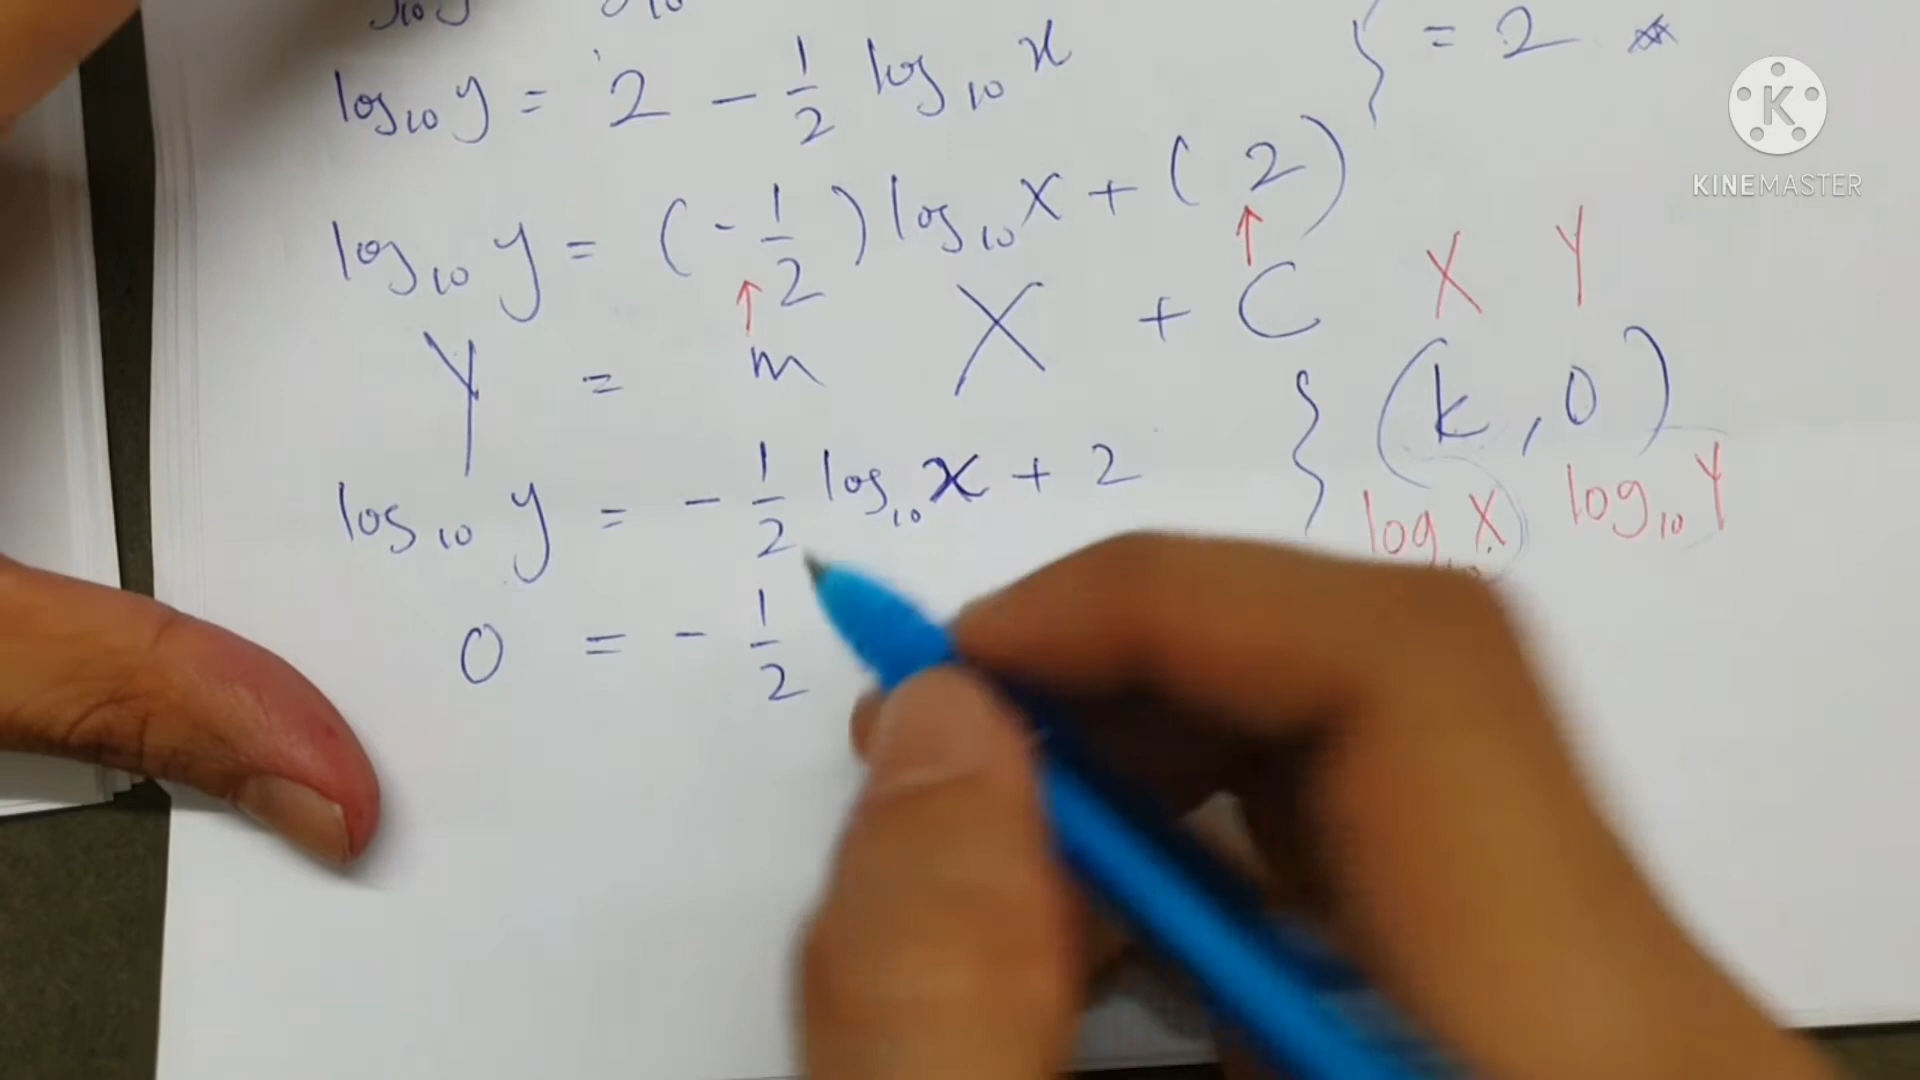 log10 y = 2 - 1/2 log10 x
} = 2
KINEMASTER
log10 y = (-1/2) log10 x + (2)
↑ ↑
X Y
Y = m X + C
} (k, 0)
log10 y = - 1/2 log10 x + 2
log10 X log10 Y
0 = - 1/2